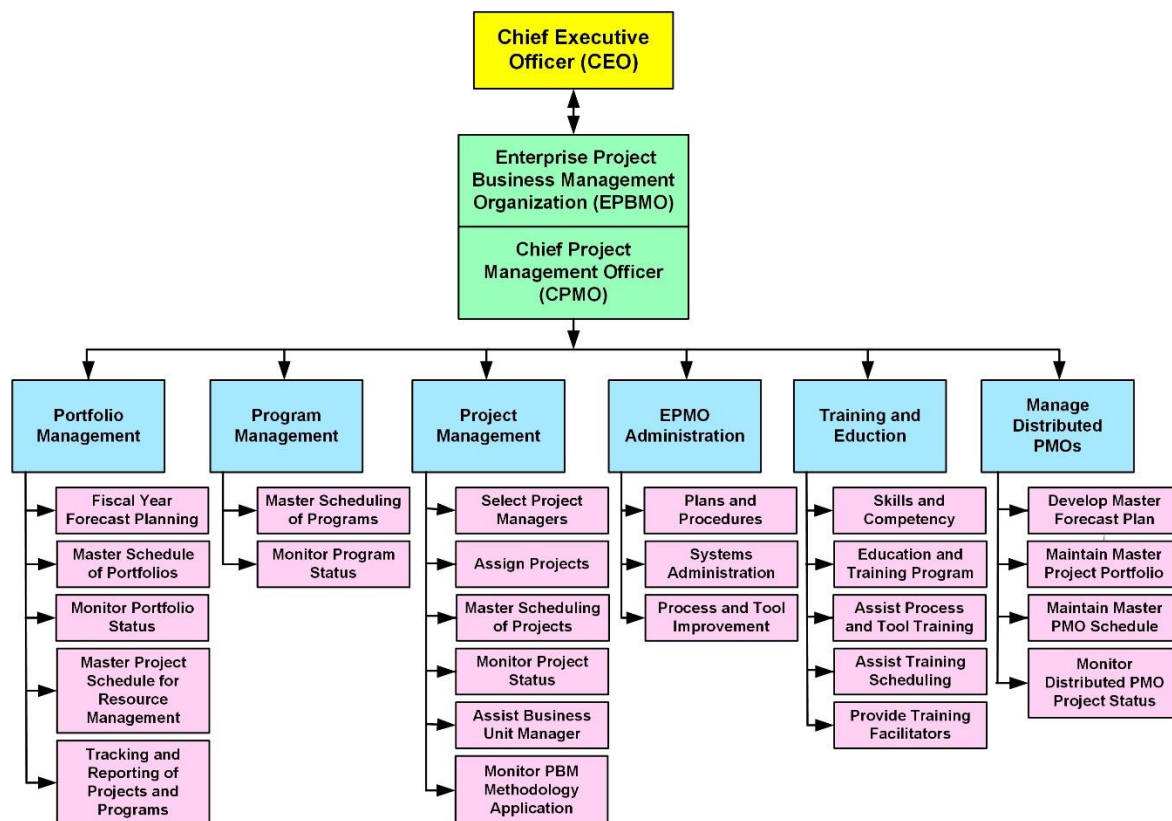 Chief Executive
Officer (CEO)
Enterprise Project
Business Management
Organization (EPBMO)
Chief Project
Management Officer
(CPMO)
Portfolio
Management
Fiscal Year
Forecast Planning
Master Schedule
of Portfolios
Monitor Portfolio
Status
Master Project
Schedule for
Resource
Management
Tracking and
Reporting of
Projects and
Programs
Program
Management
Master Scheduling
of Programs
Monitor Program
Status
Project
Management
Select Project
Managers
Assign Projects
Master Scheduling
of Projects
Monitor Project
Status
Assist Business
Unit Manager
Monitor PBM
Methodology
Application
EPMO
Administration
Plans and
Procedures
Systems
Administration
Process and Tool
Improvement
Training and
Eduction
Skills and
Competency
Education and
Training Program
Assist Process
and Tool Training
Assist Training
Scheduling
Provide Training
Facilitators
Manage
Distributed
PMOs
Develop Master
Forecast Plan
Maintain Master
Project Portfolio
Maintain Master
PMO Schedule
Monitor
Distributed PMO
Project Status